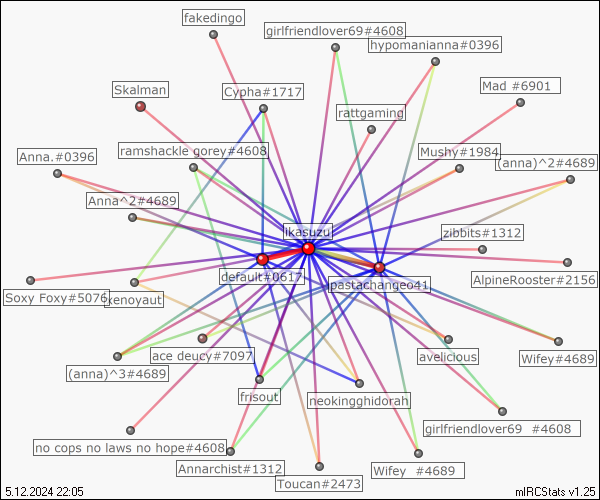 fakedingo
girlfriendlover69#4608
hypomanianna#0396
Skalman
Cypha#1717
Mad #6901
rattgaming
Anna.#0396
ramshackle gorey#4608
Mushy#1984
(anna)^2#4689
Anna^2#4689
ikasuzu
zibbits#1312
default#0617
pastachangeo41
AlpineRooster#2156
Soxy Foxy#5076
xenoyaut
ace deucy#7097
avelicious
Wifey#4689
(anna)^3#4689
frisout
neokingghidorah
girlfriendlover69 #4608
no cops no laws no hope#4608
Annarchist#1312
Wifey #4689
Toucan#2473
5.12.2024 22:05
mIRCStats v1.25